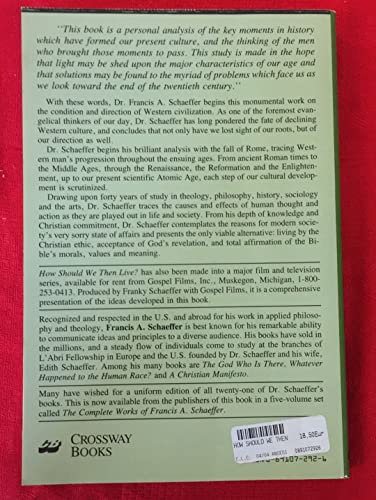 "This book is a personal analysis of the key moments in history
which have formed our present culture, and the thinking of the men
who brought those moments to pass. This study is made in the hope
that light may be shed upon the major characteristics of our age and
that solutions may be found to the myriad of problems which face us as
we look toward the end of the twentieth century."
With these words, Dr. Francis A. Schaeffer begins this monumental work on
the condition and direction of Western civilization. As one of the foremost evan-
gelical thinkers of our day, Dr. Schaeffer has long pondered the fate of declining
Western culture, and concludes that not only have we lost sight of our roots, but of
our direction as well.
Dr. Schaeffer begins his brilliant analysis with the fall of Rome, tracing West-
ern man's progression throughout the ensuing ages. From ancient Roman times to
the Middle Ages, through the Renaissance, the Reformation and the Enlighten-
ment, up to our present scientific Atomic Age, each step of our cultural development
is scrutinized.
Drawing upon forty years of study in theology, philosophy, history, sociology
and the arts, Dr. Schaeffer traces the causes and effects of human thought and
action as they are played out in life and society. From his depth of knowledge and
Christian commitment, Dr. Schaeffer contemplates the reasons for modern socie-
ty's very sorry state of affairs and presents the only viable alternative: living by the
Christian ethic, acceptance of God's revelation, and total affirmation of the Bi-
ble's morals, values and meaning.
How Should We Then Live? has also been made into a major film and television
series, available for rent from Gospel Films, Inc., Muskegon, Michigan, 1-800-
253-0413. Produced by Franky Schaeffer with Gospel Films, it is a comprehensive
presentation of the ideas developed in this book.
Recognized and respected in the U.S. and abroad for his work in applied philoso-
phy and theology, Francis A. Schaeffer is best known for his remarkable ability
to communicate ideas and principles to a diverse audience. His books have sold in
the millions, and a steady flow of individuals come to study at the branches of
L'Abri Fellowship in Europe and the U.S. founded by Dr. Schaeffer and his wife,
Edith Schaeffer. Among his many books are The God Who Is There, Whatever
Happened to the Human Race? and A Christian Manifesto.
Many have wished for a uniform edition of all twenty-one of Dr. Schaeffer's
books. This is now available from the publishers of this book in a five-volume set
called The Complete Works of Francis A. Schaeffer.
CROSSWAY
BOOKS
HOW SHOULD WE THEN
18,50Eur
C.L.C. 04/04
0891072926
89107-292-6